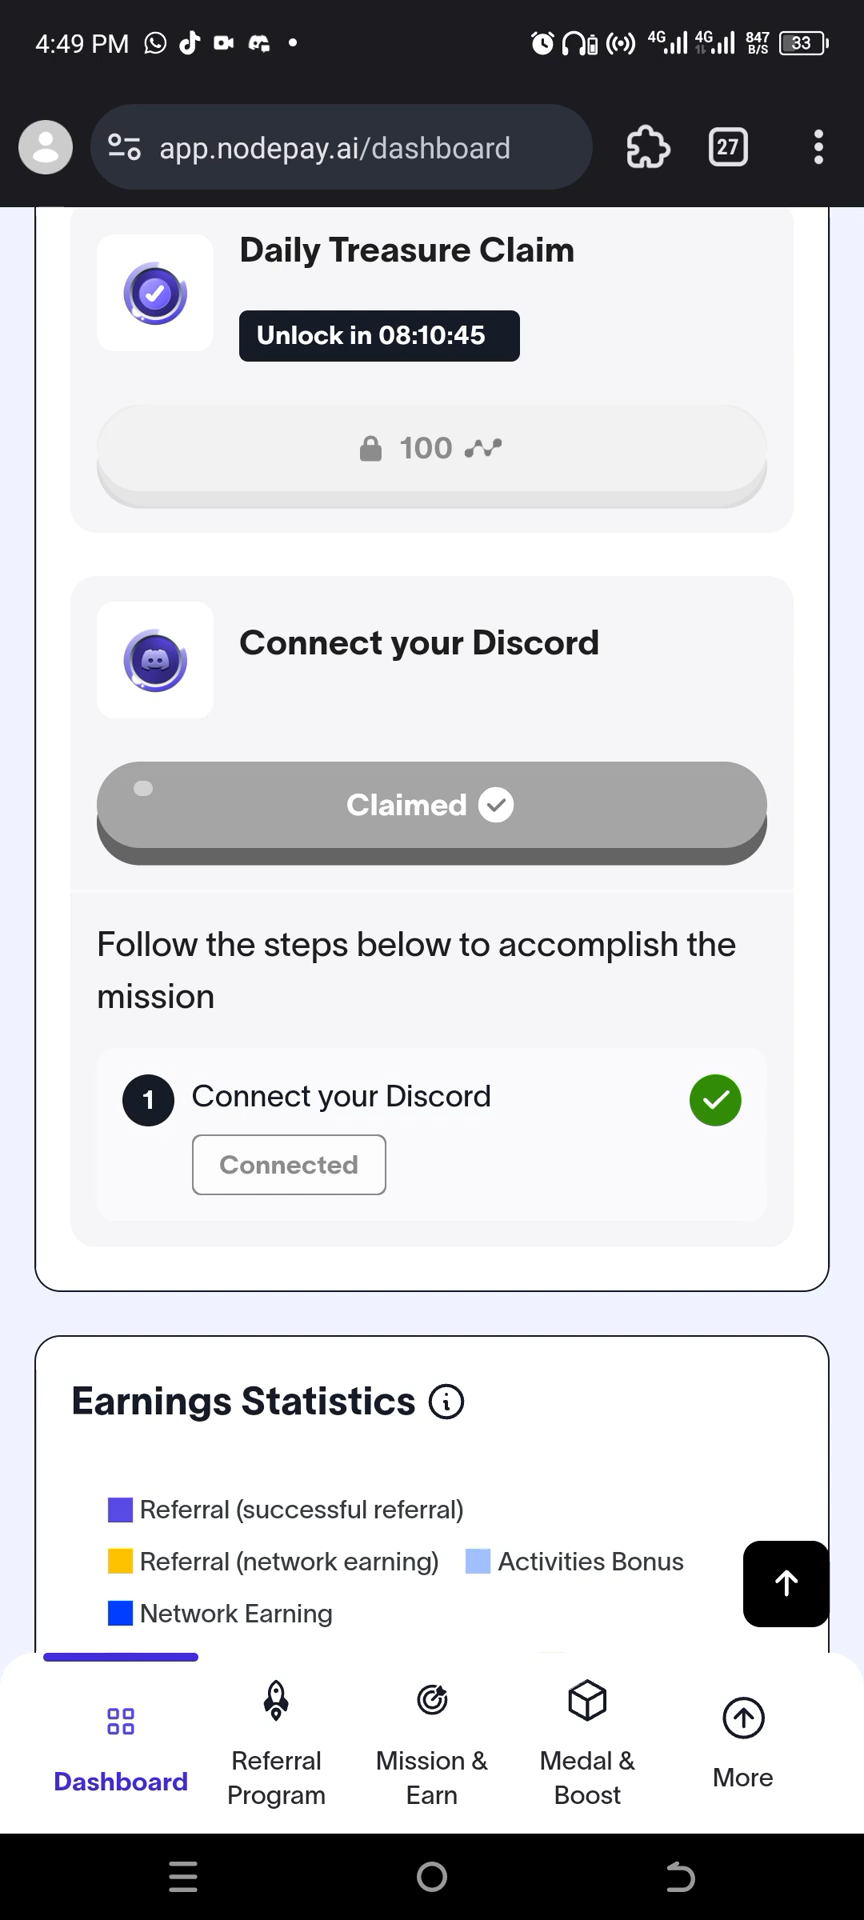 4:49 PM
4G 4G 847 B/S 33
app.nodepay.ai/dashboard
27
Daily Treasure Claim
Unlock in 08:10:45
100
Connect your Discord
Claimed
Follow the steps below to accomplish the
mission
1 Connect your Discord
Connected
Earnings Statistics
Referral (successful referral)
Referral (network earning) Activities Bonus
Network Earning
Dashboard
Referral
Program
Mission &
Earn
Medal &
Boost
More